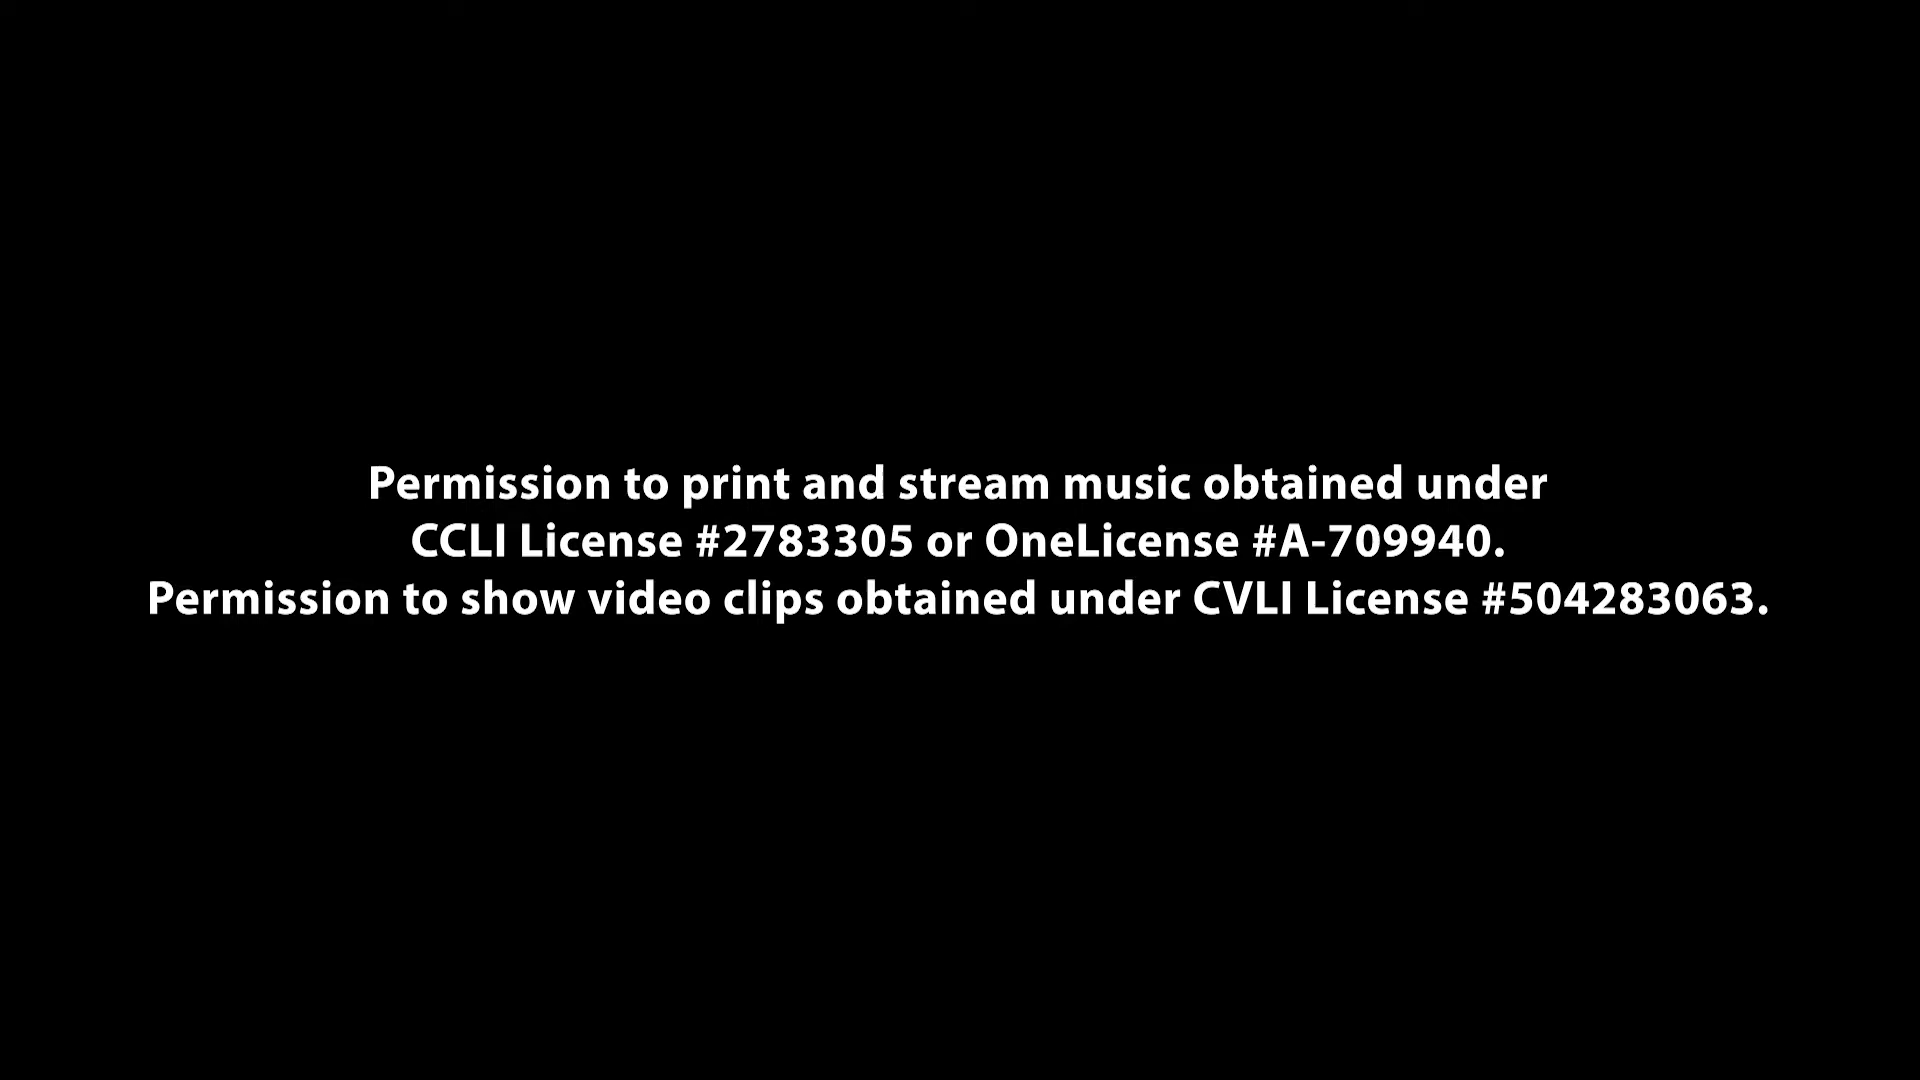 Permission to print and stream music obtained under
CCLI License #2783305 or OneLicense #A-709940.
Permission to show video clips obtained under CVLI License #504283063.